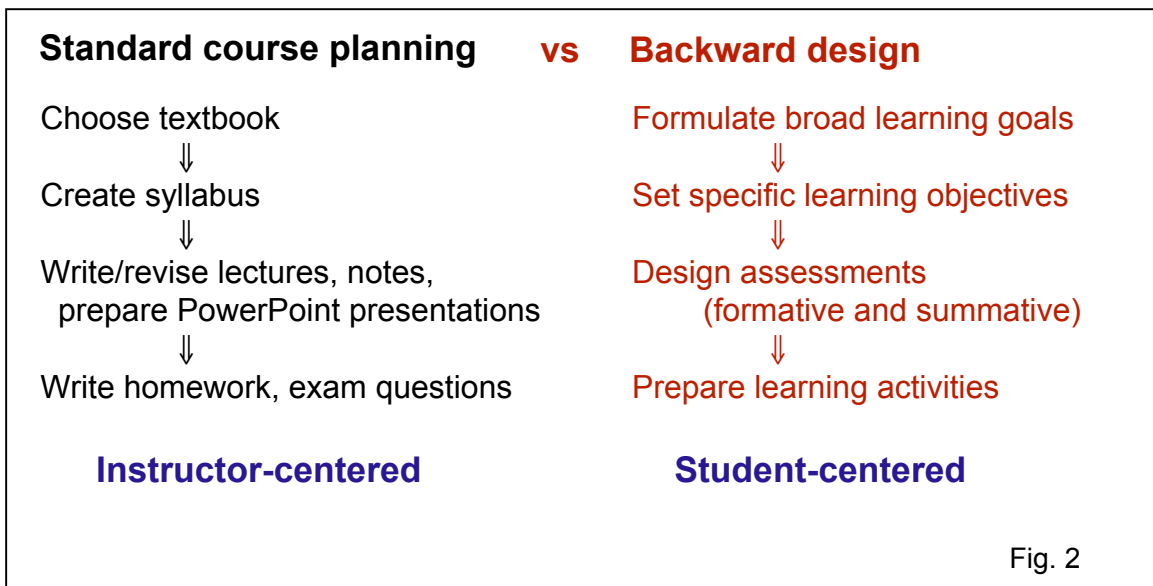 Standard course planning vs Backward design
Choose textbook
⇓
Create syllabus
⇓
Write/revise lectures, notes,
prepare PowerPoint presentations
⇓
Write homework, exam questions
Instructor-centered
Formulate broad learning goals
⇓
Set specific learning objectives
⇓
Design assessments
(formative and summative)
⇓
Prepare learning activities
Student-centered
Fig. 2